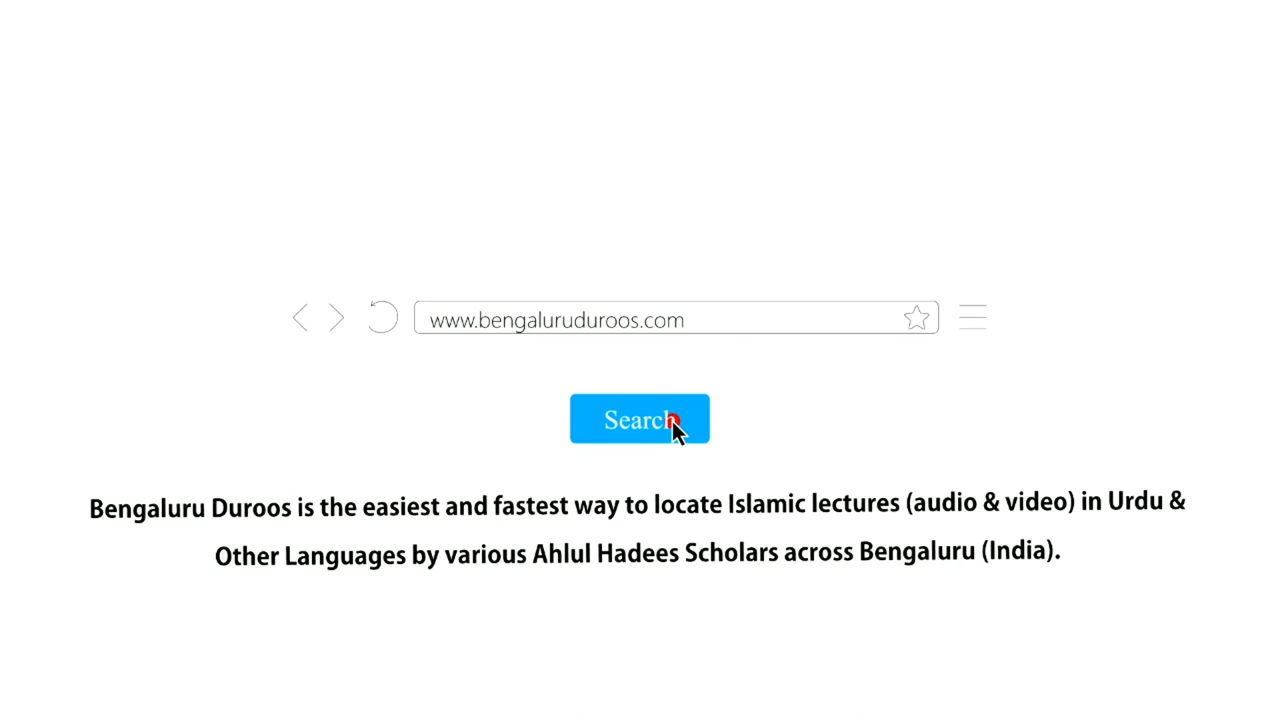 www.bengaluruduroos.com
Search
Bengaluru Duroos is the easiest and fastest way to locate Islamic lectures (audio & video) in Urdu &
Other Languages by various Ahlul Hadees Scholars across Bengaluru (India).